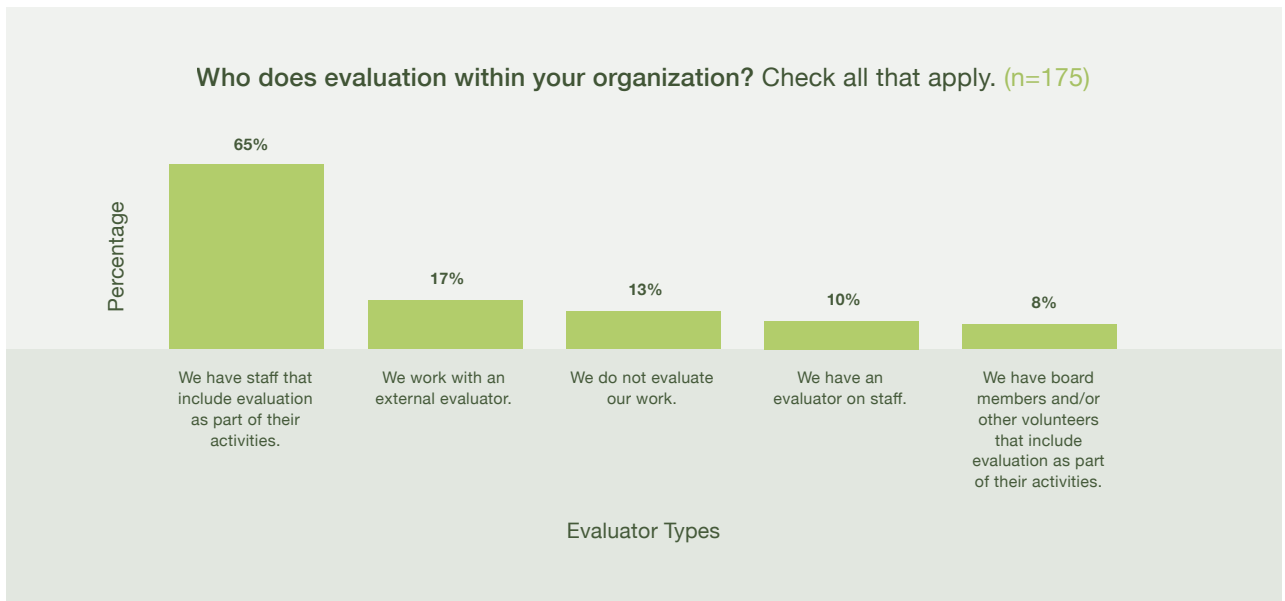 Who does evaluation within your organization? Check all that apply. (n=175)
65%
17%
13%
10%
8%
Percentage
We have staff that
include evaluation
as part of their
activities.
We work with an
external evaluator.
We do not evaluate
our work.
We have an
evaluator on staff.
We have board
members and/or
other volunteers
that include
evaluation as part
of their activities.
Evaluator Types